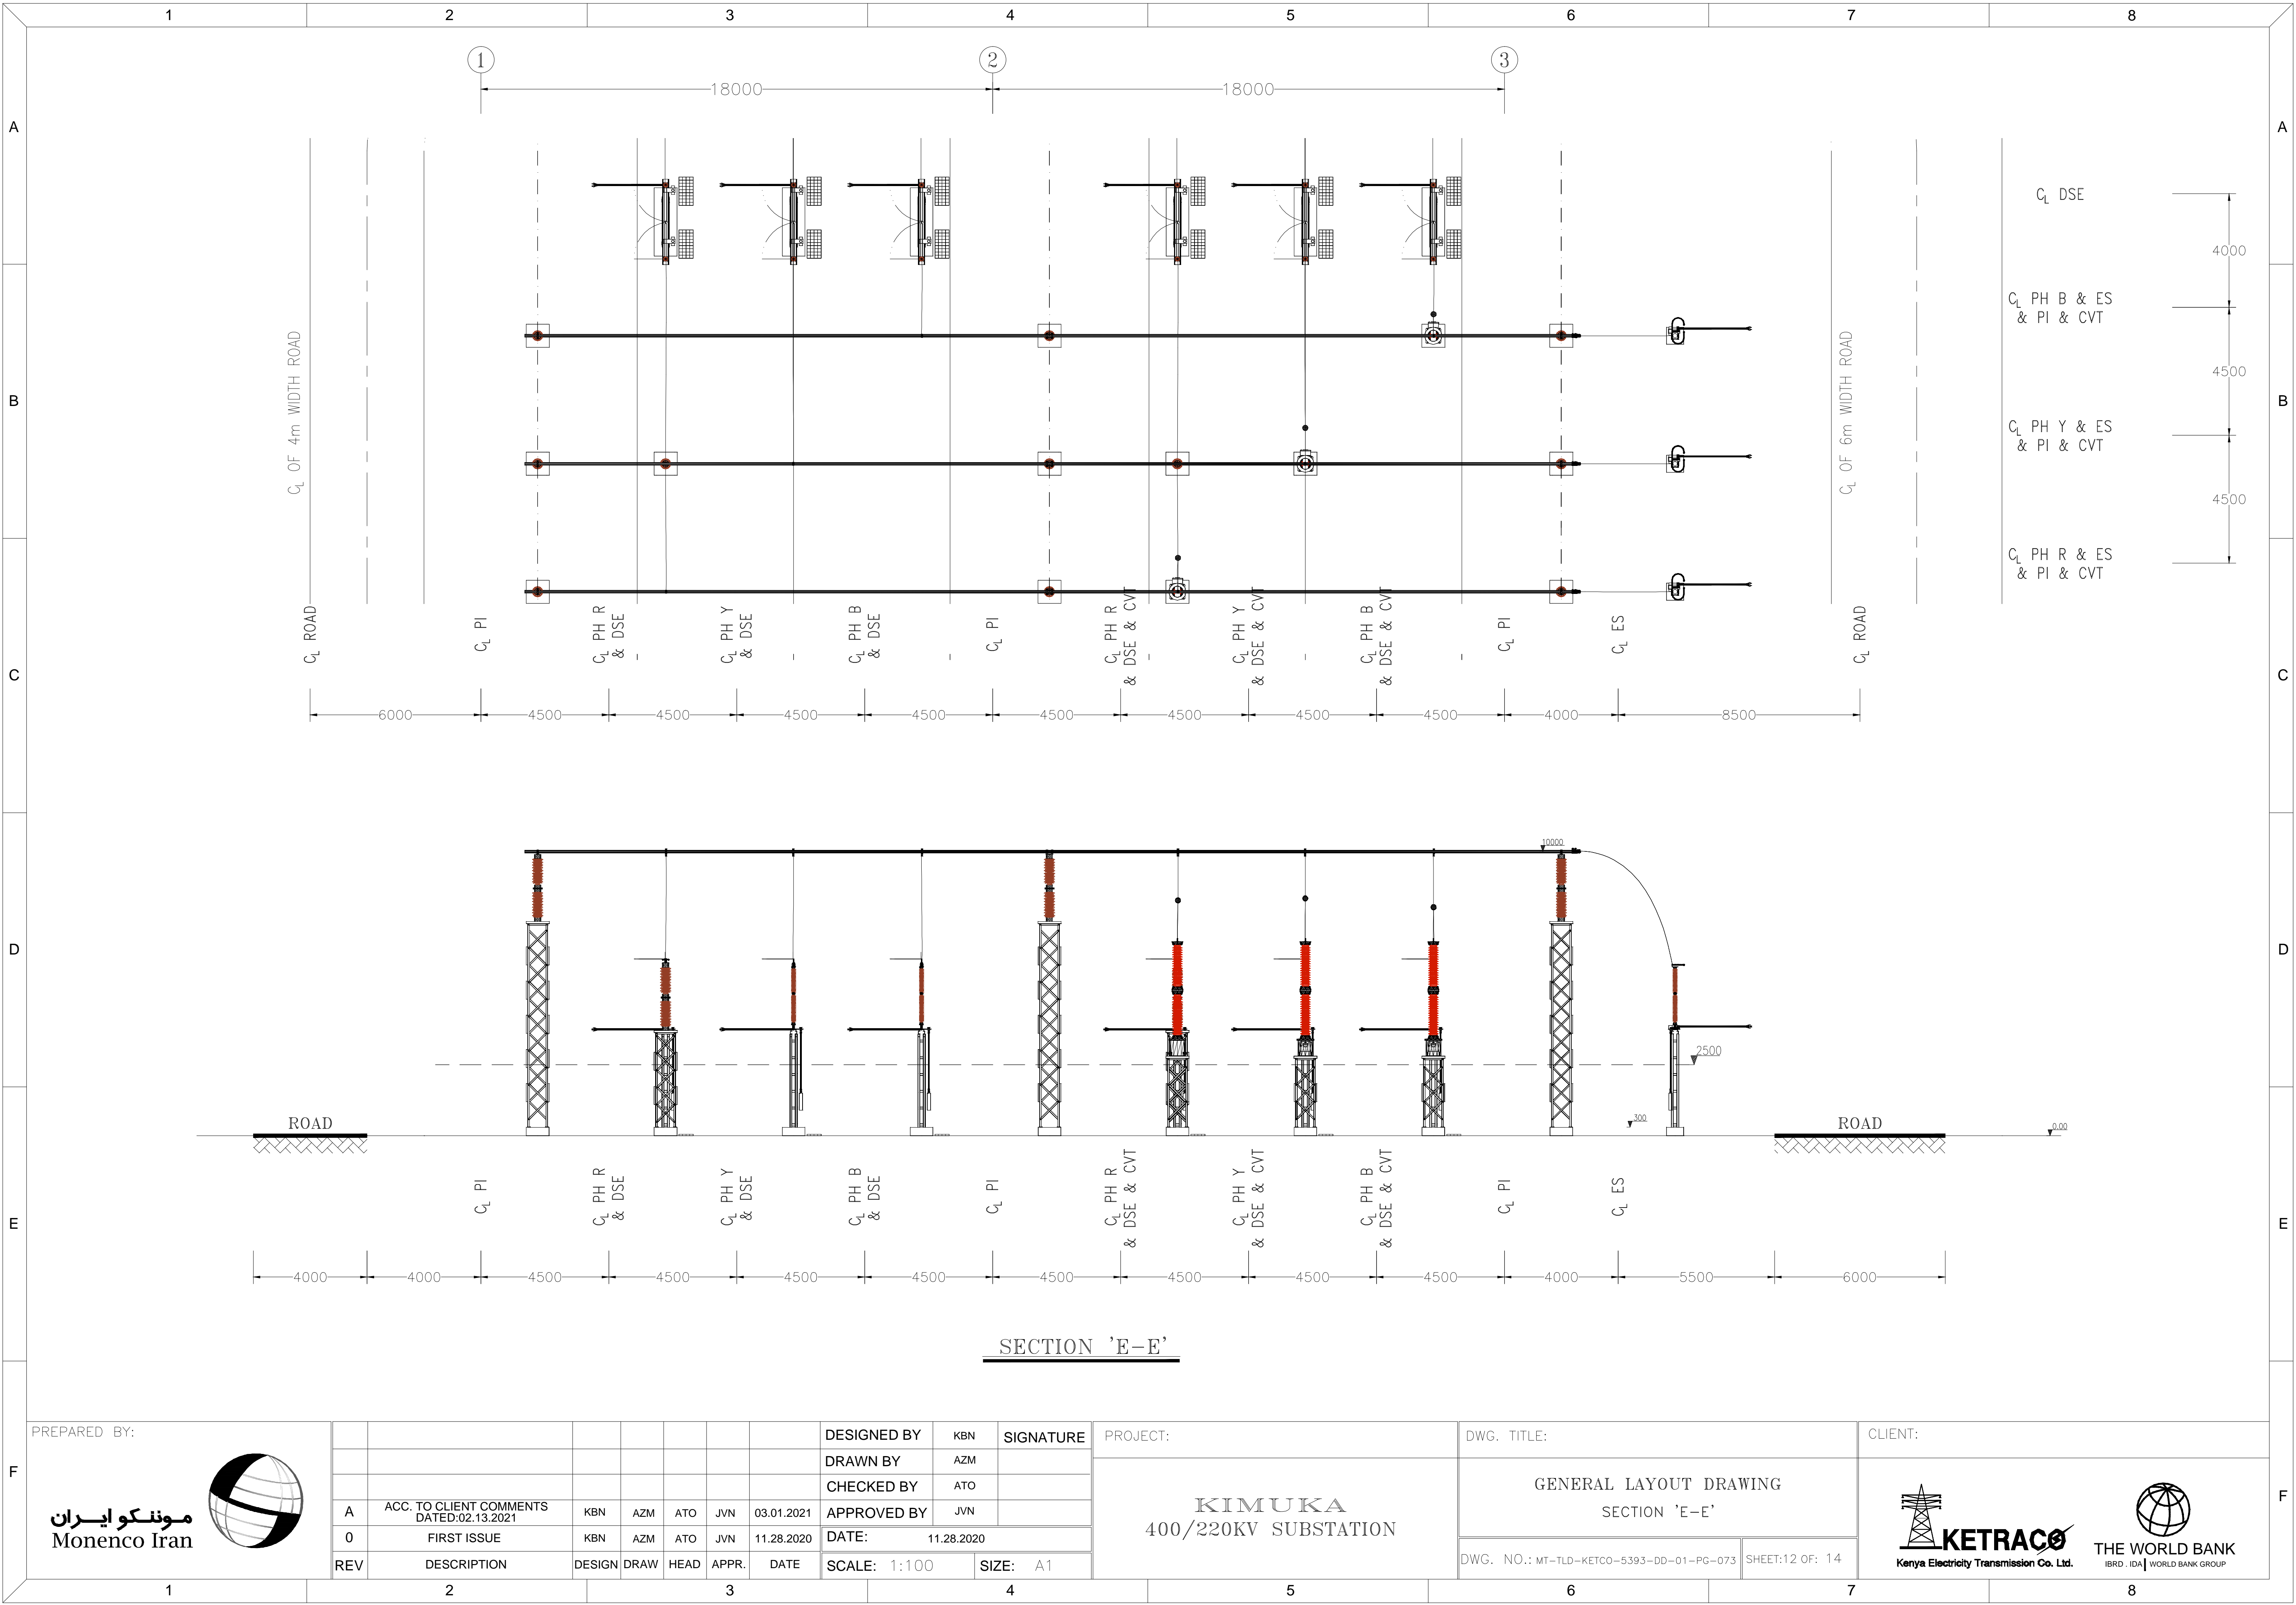 1 2 3 4 5 6 7 8
A
B
C
D
E
F
A
B
C
D
E
F
1 2 3
18000 18000
CL OF 4m WIDTH ROAD
CL OF 6m WIDTH ROAD
CL DSE
4000
CL PH B & ES
& PI & CVT
4500
CL PH Y & ES
& PI & CVT
4500
CL PH R & ES
& PI & CVT
CL ROAD
CL PI
CL PH R
& DSE
CL PH Y
& DSE
CL PH B
& DSE
CL PI
CL PH R
& DSE & CVT
CL PH Y
& DSE & CVT
CL PH B
& DSE & CVT
CL PI
CL ES
CL ROAD
6000 4500 4500 4500 4500 4500 4500 4500 4500 4000 8500
10000
2500
300
0.00
ROAD
ROAD
CL PI
CL PH R
& DSE
CL PH Y
& DSE
CL PH B
& DSE
CL PI
CL PH R
& DSE & CVT
CL PH Y
& DSE & CVT
CL PH B
& DSE & CVT
CL PI
CL ES
4000 4000 4500 4500 4500 4500 4500 4500 4500 4500 4000 5500 6000
SECTION 'E-E'
PREPARED BY:
موننكو ايــران
Monenco Iran
A ACC. TO CLIENT COMMENTS
DATED:02.13.2021 KBN AZM ATO JVN 03.01.2021
0 FIRST ISSUE KBN AZM ATO JVN 11.28.2020
REV DESCRIPTION DESIGN DRAW HEAD APPR. DATE
DESIGNED BY KBN SIGNATURE
DRAWN BY AZM
CHECKED BY ATO
APPROVED BY JVN
DATE: 11.28.2020
SCALE: 1:100 SIZE: A1
PROJECT:
KIMUKA
400/220KV SUBSTATION
DWG. TITLE:
GENERAL LAYOUT DRAWING
SECTION 'E-E'
DWG. NO.: MT-TLD-KETCO-5393-DD-01-PG-073 SHEET:12 OF: 14
CLIENT:
KETRACO
Kenya Electricity Transmission Co. Ltd.
THE WORLD BANK
IBRD . IDA | WORLD BANK GROUP
1 2 3 4 5 6 7 8